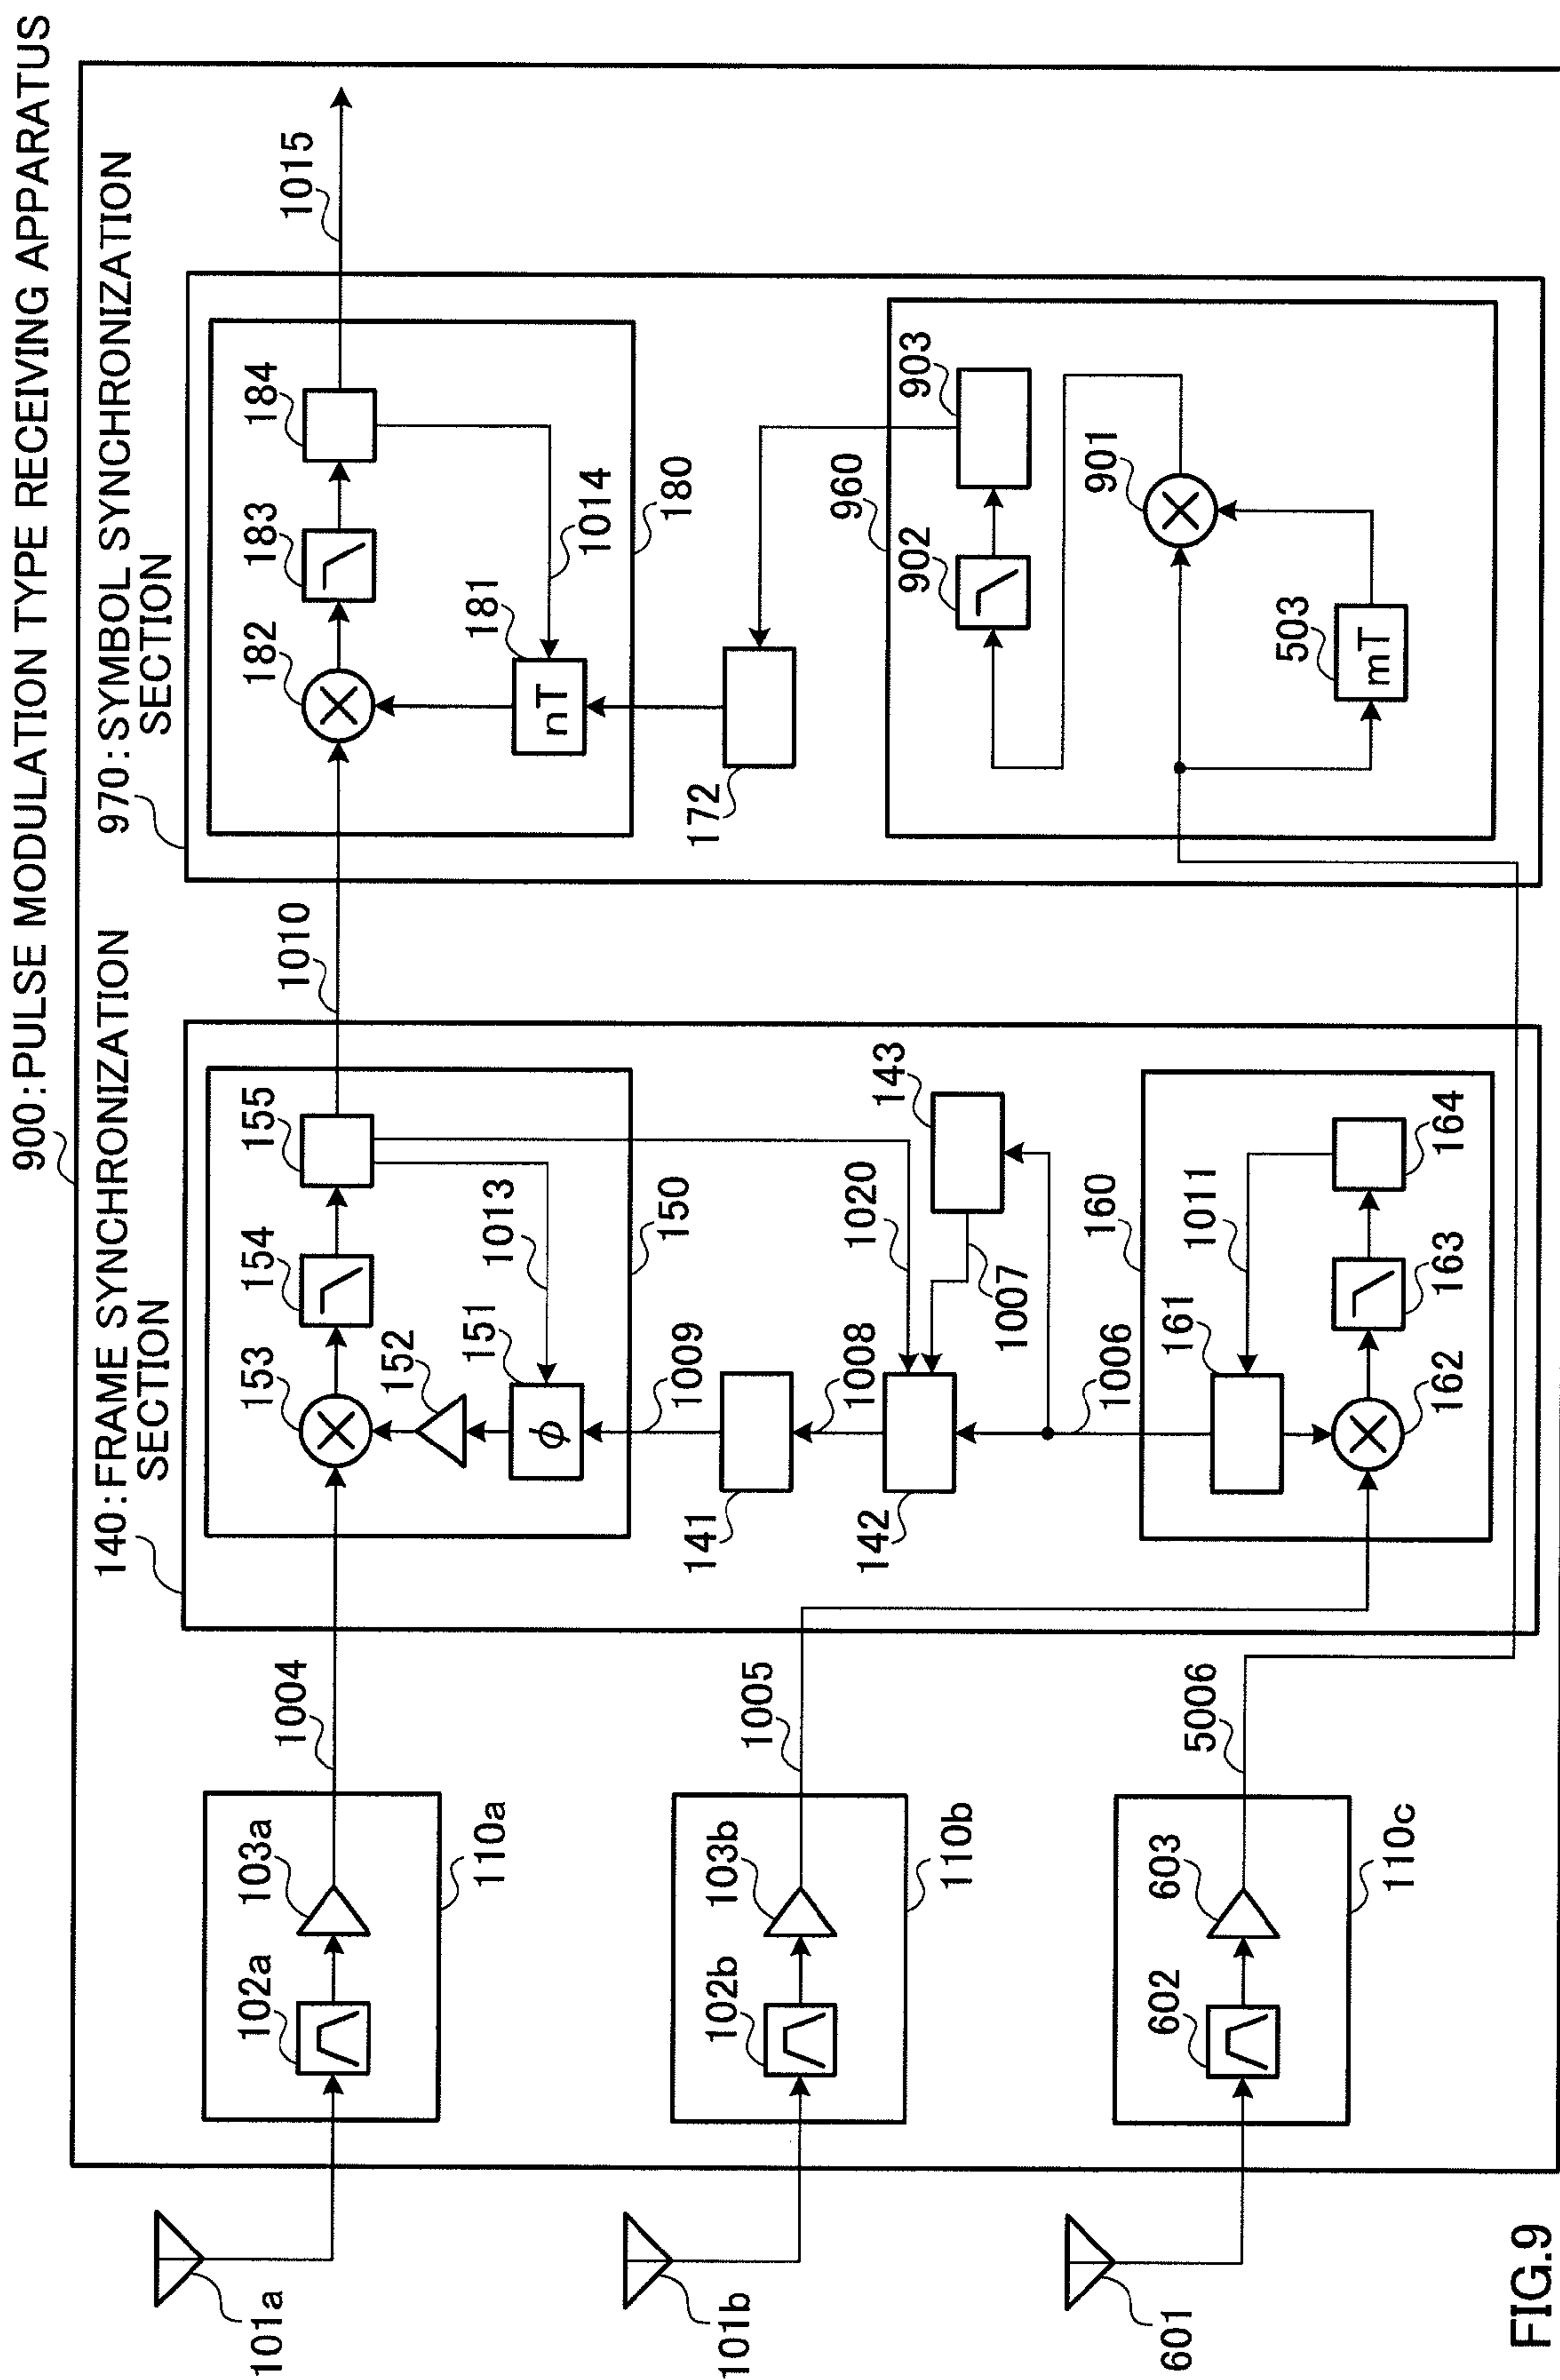 900:PULSE MODULATION TYPE RECEIVING APPARATUS
140:FRAME SYNCHRONIZATION
SECTION
970:SYMBOL SYNCHRONIZATION
SECTION
101a
102a
103a
110a
1004
153
154
155
152
151
ϕ
1013
150
1010
182
183
184
181
nT
1014
180
1015
101b
102b
103b
110b
1005
141
1009
142
1008
1020
143
1007
1006
172
960
902
903
901
503
mT
160
161
1011
162
163
164
601
602
603
110c
5006
FIG.9